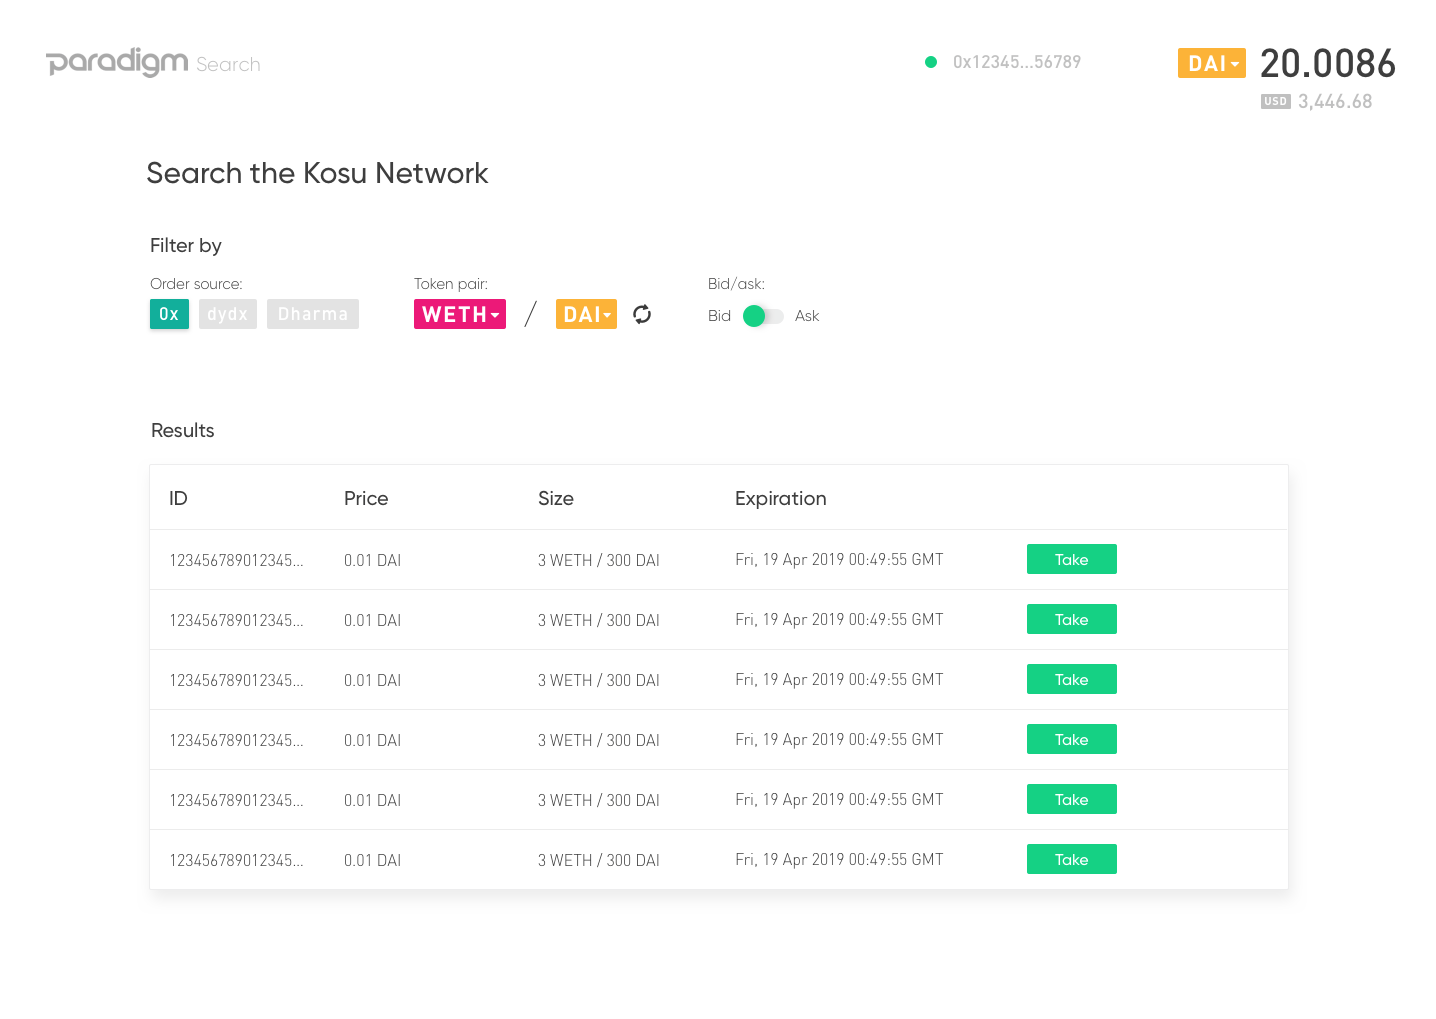 paradigm Search
0x12345...56789
DAI 20.0086
USD 3,446.68
Search the Kosu Network
Filter by
Order source: Token pair: Bid/ask:
0x dydx Dharma WETH / DAI Bid Ask
Results
ID Price Size Expiration
123456789012345... 0.01 DAI 3 WETH / 300 DAI Fri, 19 Apr 2019 00:49:55 GMT Take
123456789012345... 0.01 DAI 3 WETH / 300 DAI Fri, 19 Apr 2019 00:49:55 GMT Take
123456789012345... 0.01 DAI 3 WETH / 300 DAI Fri, 19 Apr 2019 00:49:55 GMT Take
123456789012345... 0.01 DAI 3 WETH / 300 DAI Fri, 19 Apr 2019 00:49:55 GMT Take
123456789012345... 0.01 DAI 3 WETH / 300 DAI Fri, 19 Apr 2019 00:49:55 GMT Take
123456789012345... 0.01 DAI 3 WETH / 300 DAI Fri, 19 Apr 2019 00:49:55 GMT Take